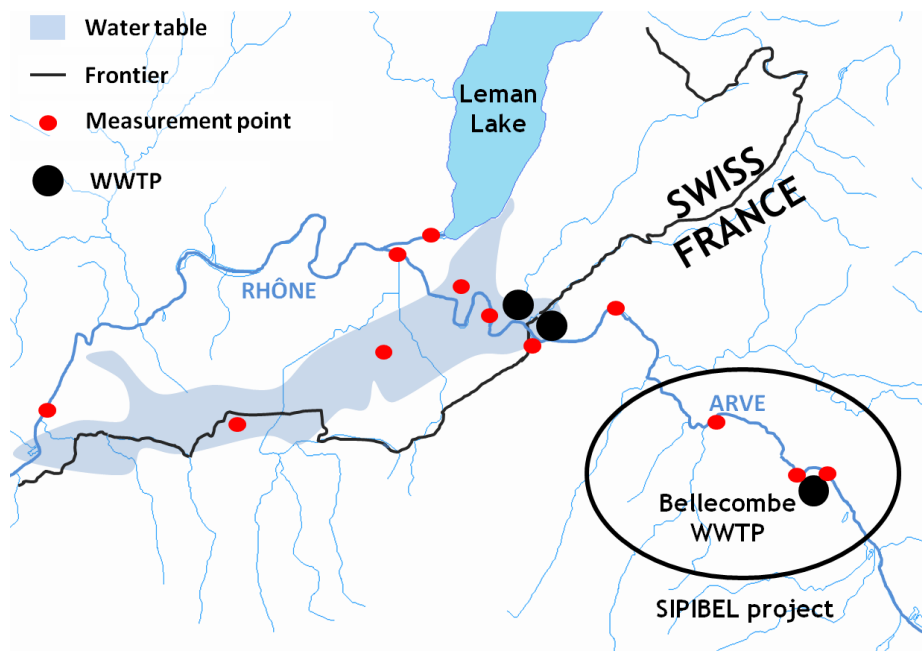 Water table
Frontier
Measurement point
WWTP
Leman
Lake
SWISS
FRANCE
RHÔNE
ARVE
Bellecombe
WWTP
SIPIBEL project